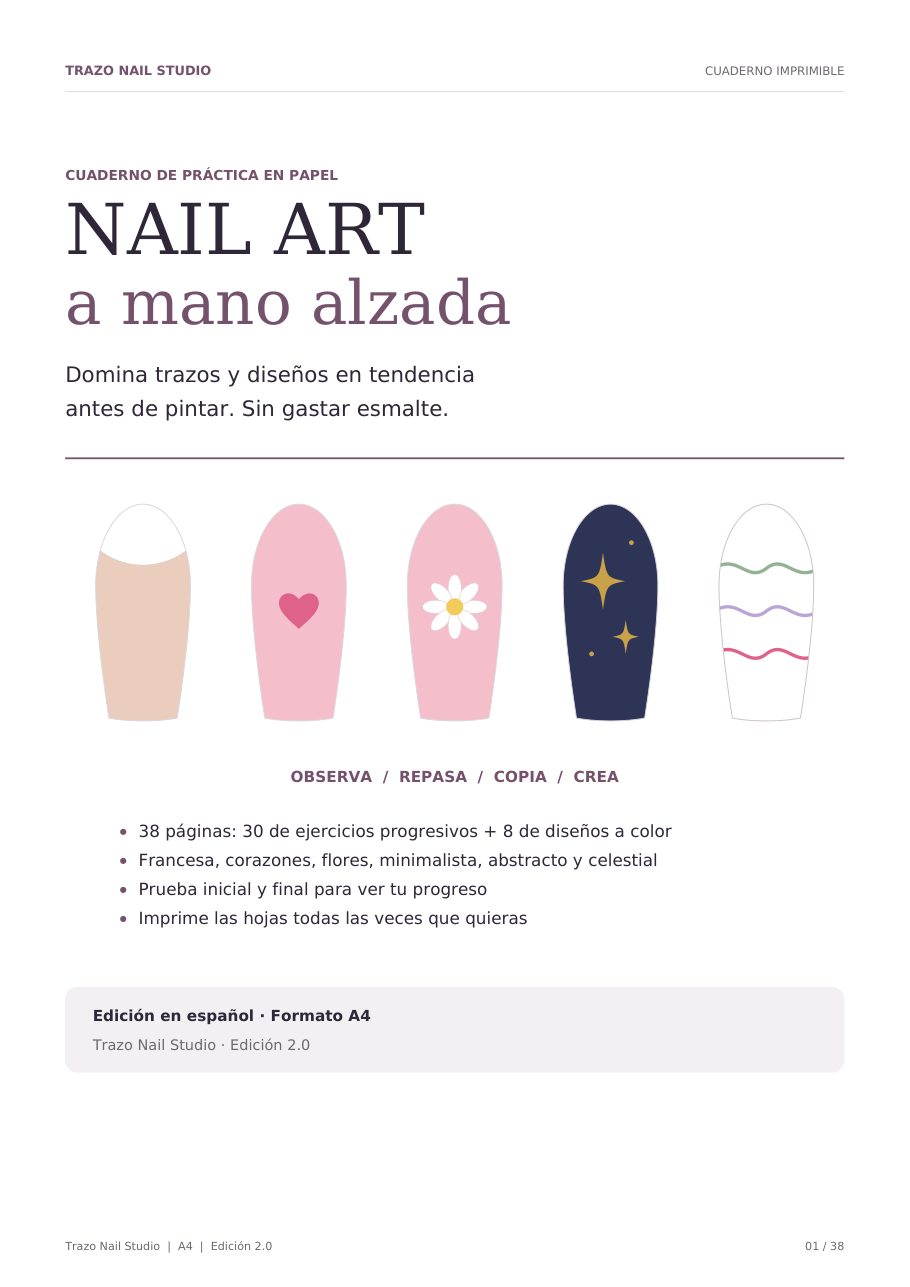 TRAZO NAIL STUDIO
CUADERNO IMPRIMIBLE
CUADERNO DE PRÁCTICA EN PAPEL
NAIL ART
a mano alzada
Domina trazos y diseños en tendencia
antes de pintar. Sin gastar esmalte.
OBSERVA / REPASA / COPIA / CREA
• 38 páginas: 30 de ejercicios progresivos + 8 de diseños a color
• Francesa, corazones, flores, minimalista, abstracto y celestial
• Prueba inicial y final para ver tu progreso
• Imprime las hojas todas las veces que quieras
Edición en español · Formato A4
Trazo Nail Studio · Edición 2.0
Trazo Nail Studio | A4 | Edición 2.0
01 / 38